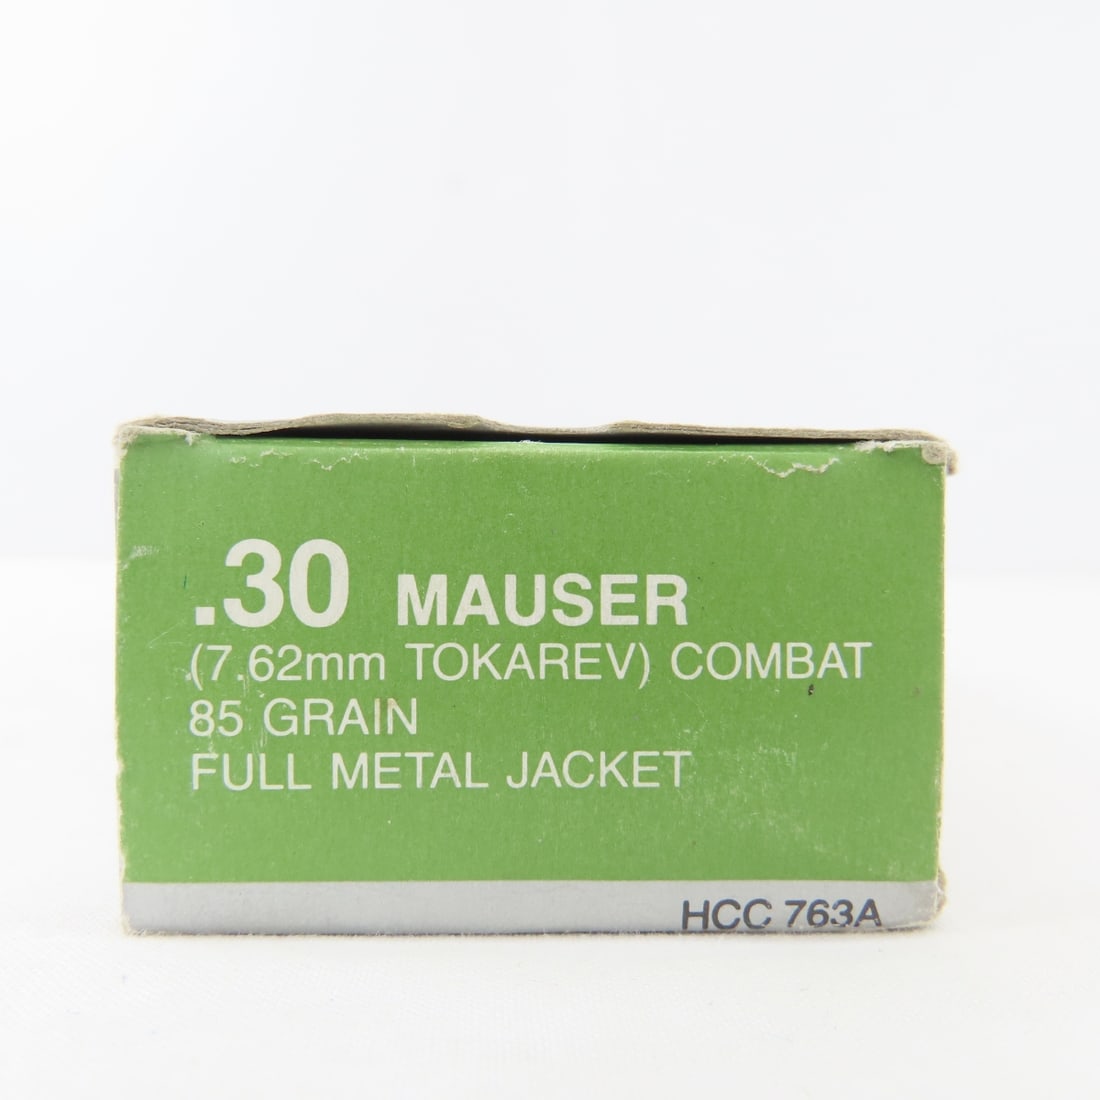 .30 MAUSER
(7.62mm TOKAREV) COMBAT
85 GRAIN
FULL METAL JACKET
HCC 763A